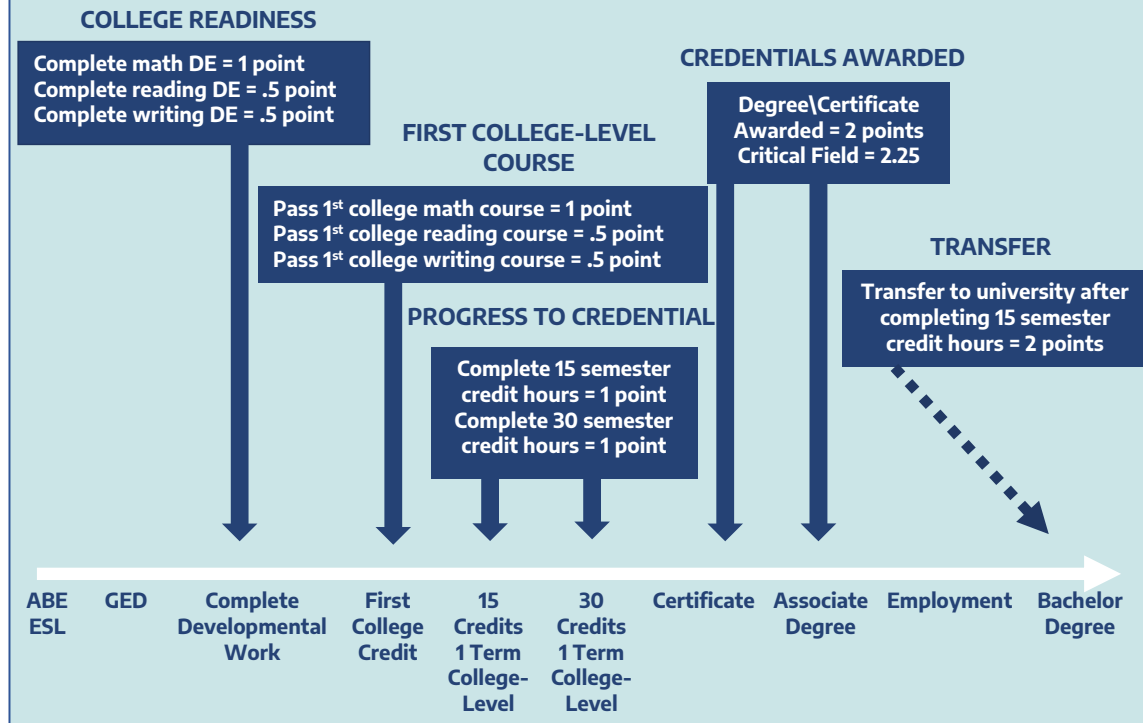 COLLEGE READINESS
Complete math DE = 1 point
Complete reading DE = .5 point
Complete writing DE = .5 point
FIRST COLLEGE-LEVEL
COURSE
Pass 1st college math course = 1 point
Pass 1st college reading course = .5 point
Pass 1st college writing course = .5 point
PROGRESS TO CREDENTIAL
Complete 15 semester
credit hours = 1 point
Complete 30 semester
credit hours = 1 point
CREDENTIALS AWARDED
Degree\Certificate
Awarded = 2 points
Critical Field = 2.25
TRANSFER
Transfer to university after
completing 15 semester
credit hours = 2 points
ABE
ESL
GED
Complete
Developmental
Work
First
College
Credit
15
Credits
1 Term
College-
Level
30
Credits
1 Term
College-
Level
Certificate
Associate
Degree
Employment
Bachelor
Degree